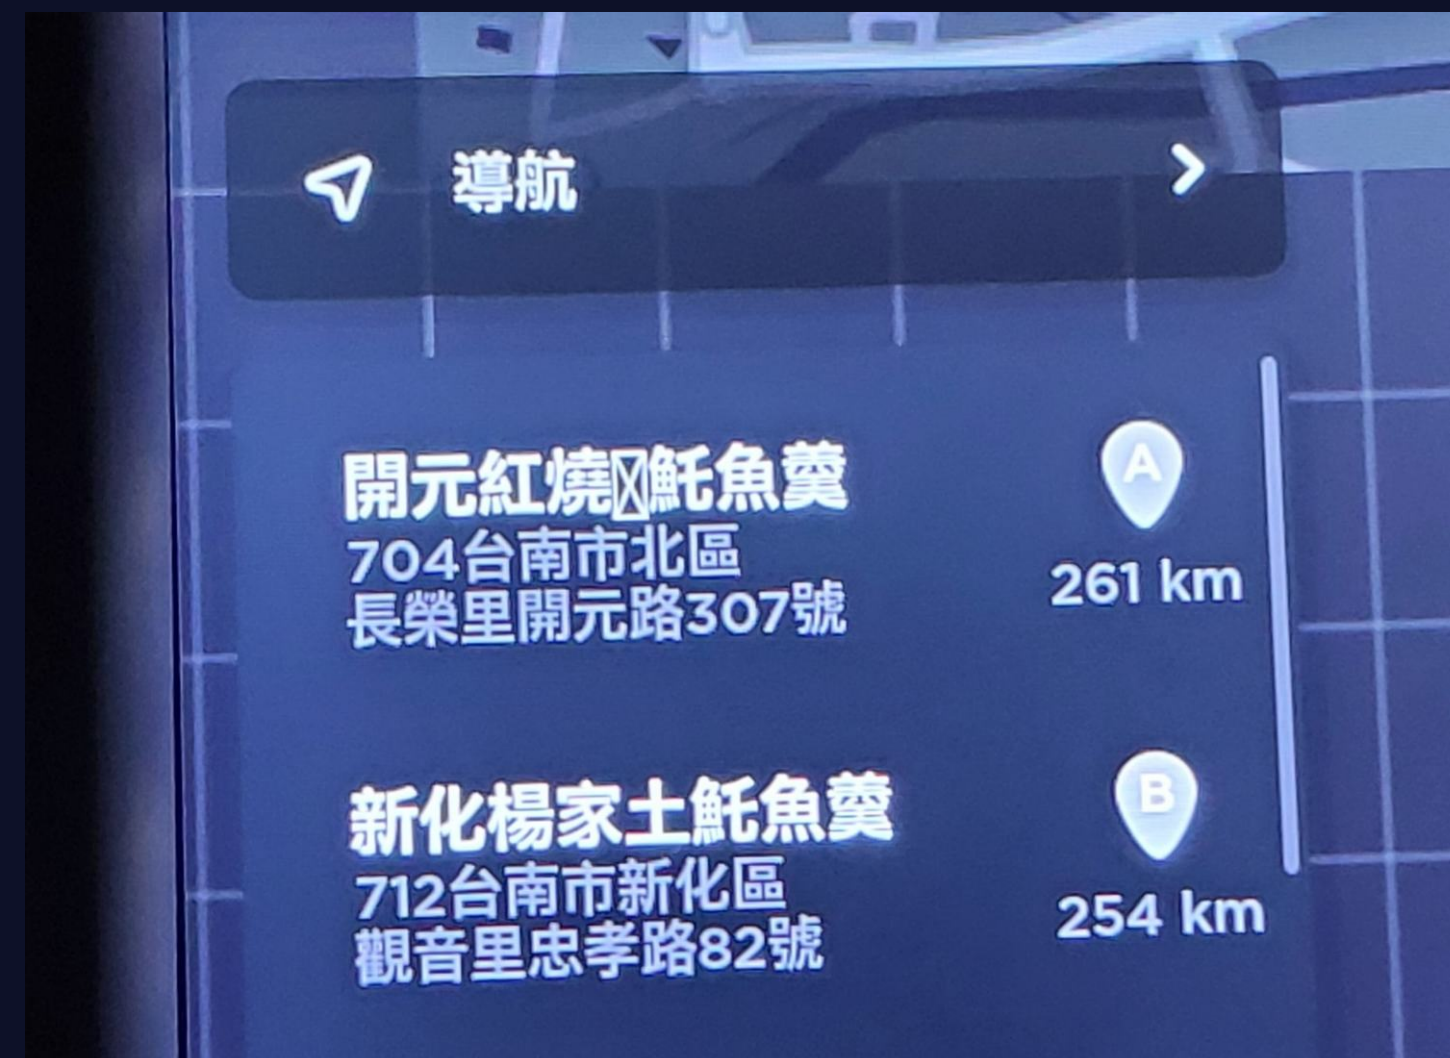 導航
開元紅燒魠魚羹
704台南市北區
長榮里開元路307號
A
261 km
新化楊家土魠魚羹
712台南市新化區
觀音里忠孝路82號
B
254 km